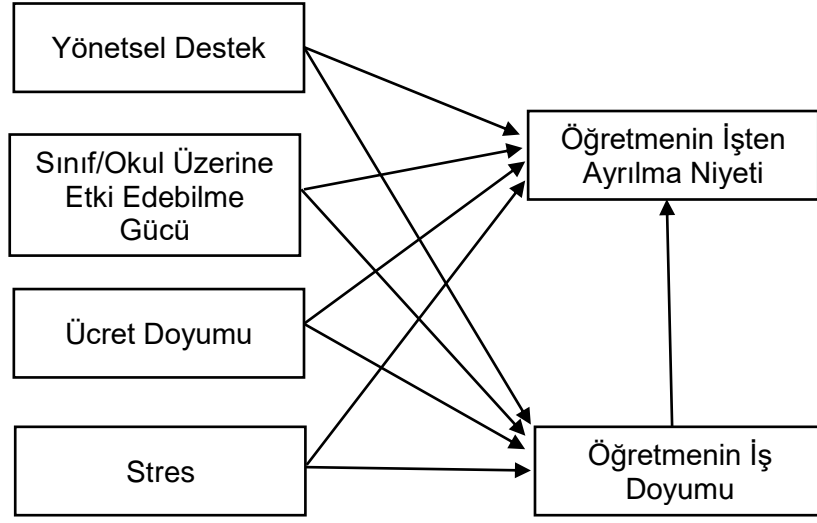 Yönetsel Destek
Sınıf/Okul Üzerine
Etki Edebilme
Gücü
Ücret Doyumu
Stres
Öğretmenin İşten
Ayrılma Niyeti
Öğretmenin İş
Doyumu